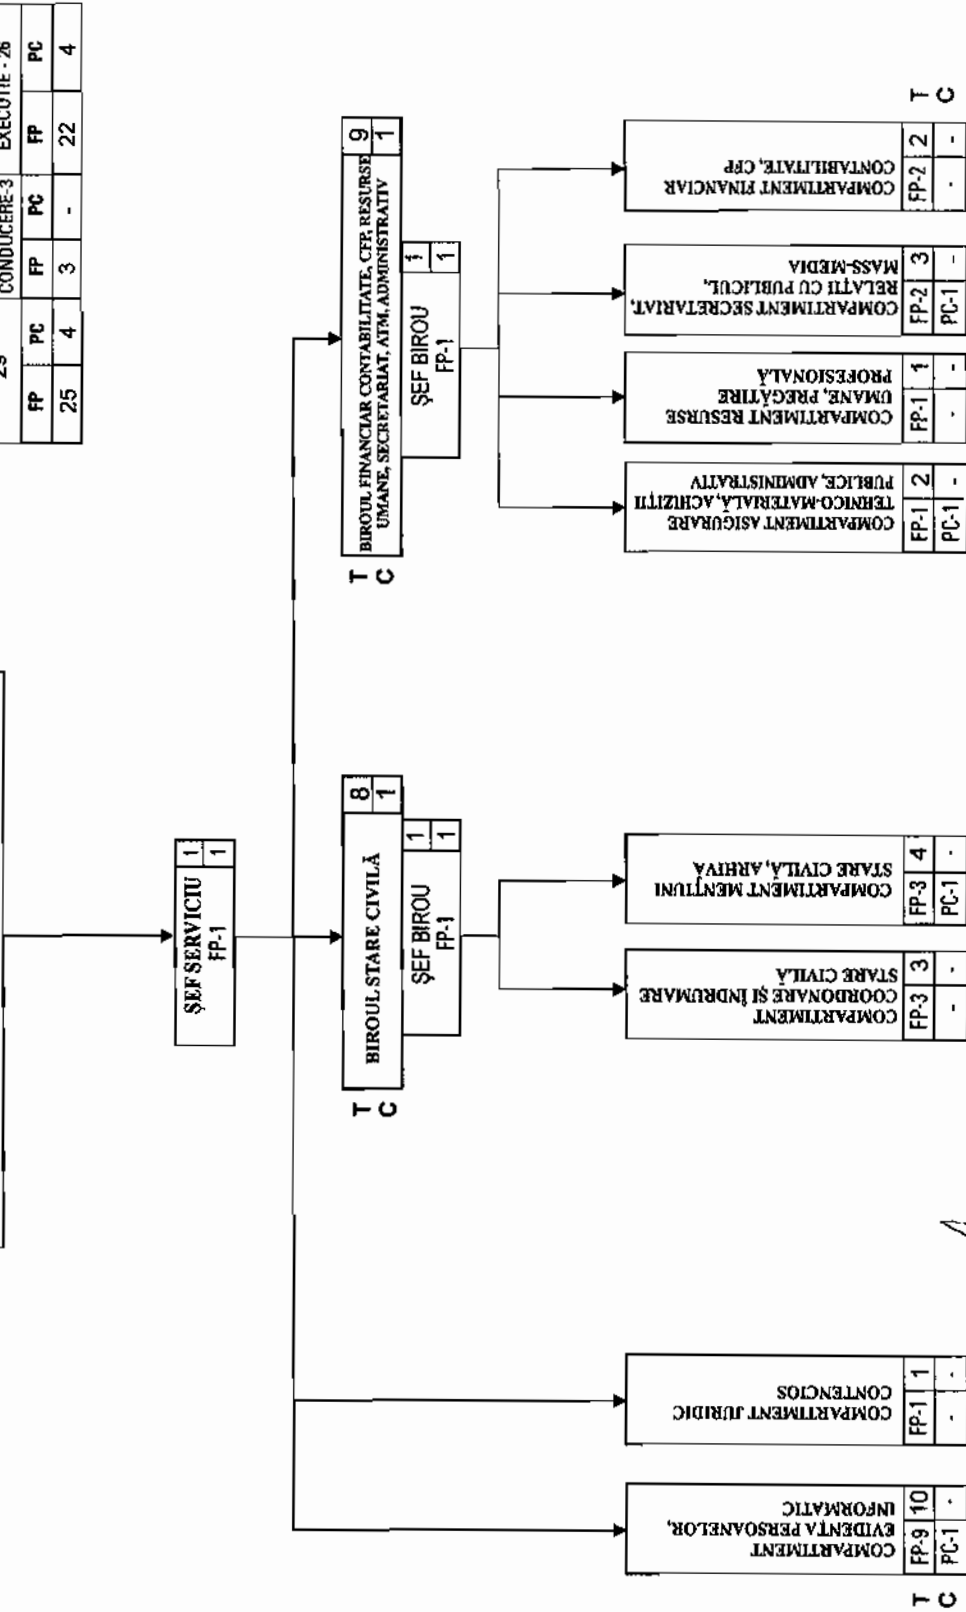 29
CONDUCERE-3
EXECUTIE - 26
FP PC FP PC FP PC
25 4 3 - 22 4
ŞEF SERVICIU 1
FP-1 1
T BIROUL STARE CIVILĂ 8
C 1
ŞEF BIROU 1
FP-1 1
T BIROUL FINANCIAR CONTABILITATE, CFP, RESURSE 9
C UMANE, SECRETARIAT, ATM, ADMINISTRATIV 1
ŞEF BIROU 1
FP-1 1
COMPARTIMENT
EVIDENȚA PERSOANELOR,
INFORMATIC
T FP-9 10
C PC-1 -
COMPARTIMENT JURIDIC
CONTENCIOS
FP-1 1
- -
COMPARTIMENT
COORDONARE ȘI ÎNDRUMARE
STARE CIVILĂ
FP-3 3
- -
COMPARTIMENT MENȚIUNI
STARE CIVILĂ, ARHIVA
FP-3 4
PC-1 -
COMPARTIMENT ASIGURARE
TEHNICO-MATERIALĂ, ACHIZIȚII
PUBLICE, ADMINISTRATIV
FP-1 2
PC-1 -
COMPARTIMENT RESURSE
UMANE, PREGĂTIRE
PROFESIONALĂ
FP-1 1
- -
COMPARTIMENT SECRETARIAT,
RELAȚII CU PUBLICUL,
MASS-MEDIA
FP-2 3
PC-1 -
COMPARTIMENT FINANCIAR
CONTABILITATE, CFP
FP-2 2 T
- - C